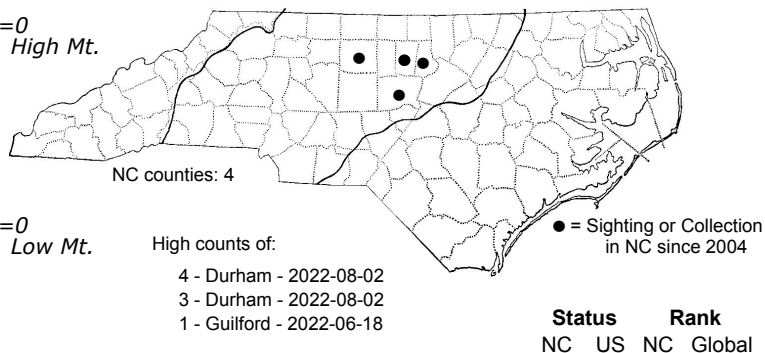 =0
High Mt.
NC counties: 4
=0
Low Mt.
High counts of:
4 - Durham - 2022-08-02
3 - Durham - 2022-08-02
1 - Guilford - 2022-06-18
● = Sighting or Collection
in NC since 2004
Status Rank
NC US NC Global